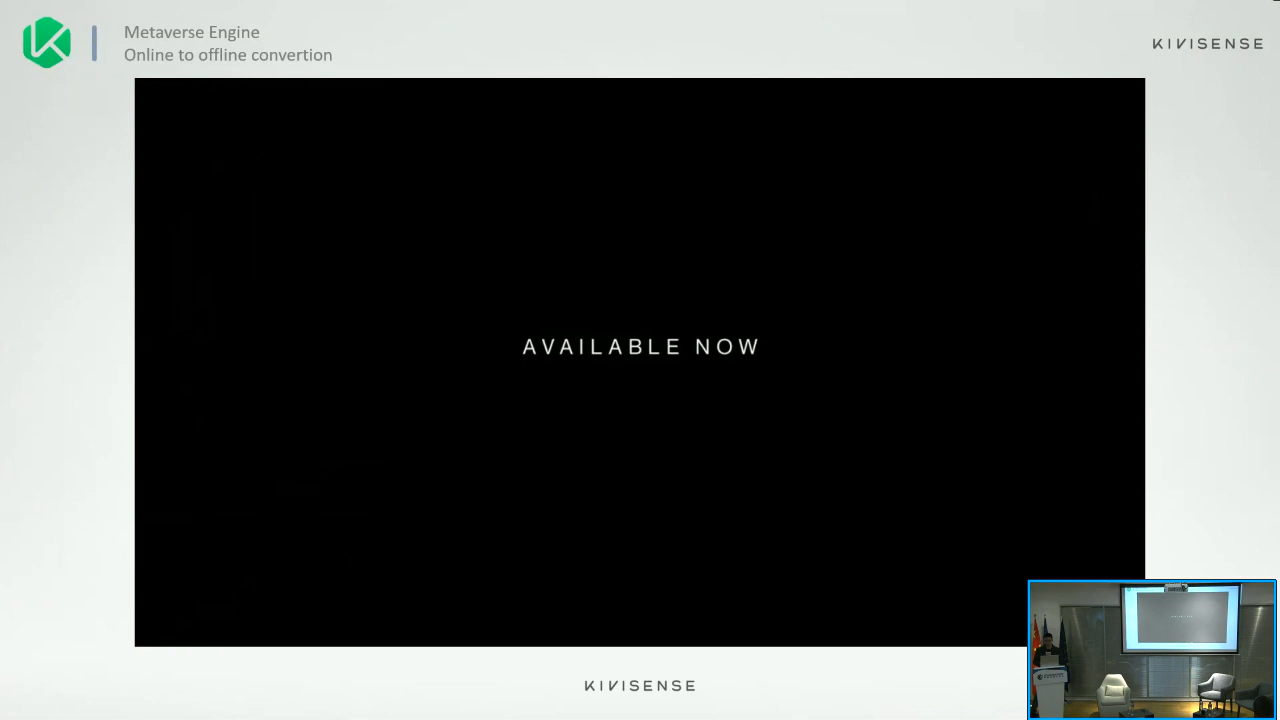 Metaverse Engine
Online to offline convertion
KIVISENSE
AVAILABLE NOW
KIVISENSE